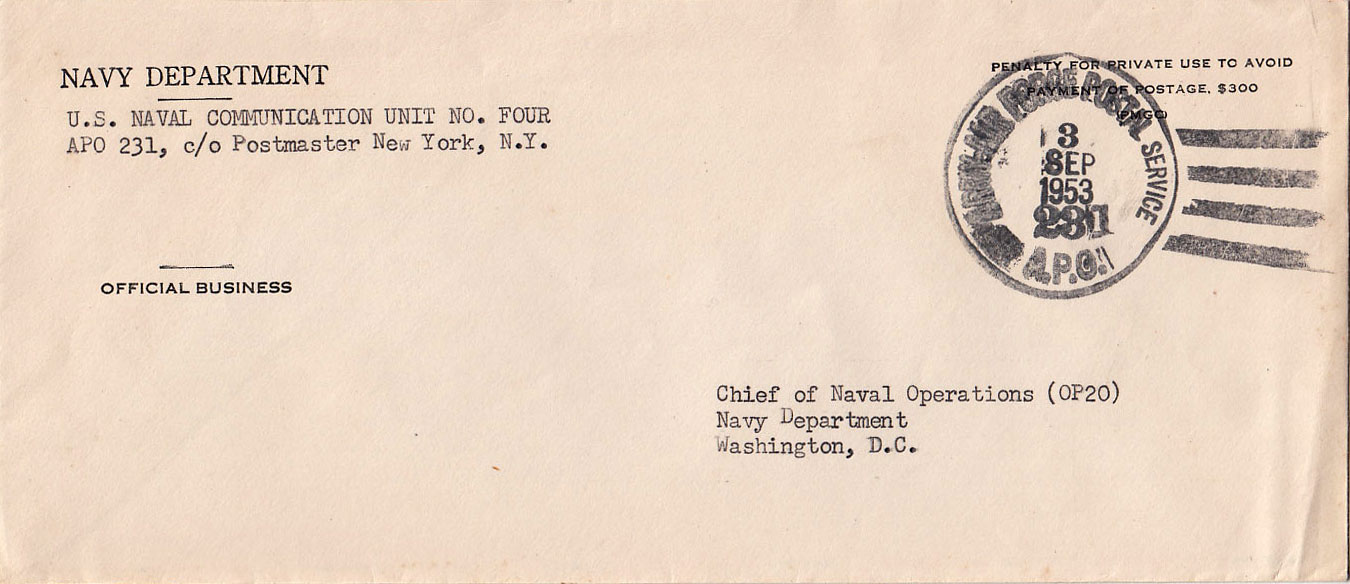 NAVY DEPARTMENT
U.S. NAVAL COMMUNICATION UNIT NO. FOUR
APO 231, c/o Postmaster New York, N.Y.
OFFICIAL BUSINESS
PENALTY FOR PRIVATE USE TO AVOID
PAYMENT OF POSTAGE, $300
(PMGC)
ARMY-AIR FORCE POSTAL SERVICE
3
SEP
1953
231
A.P.O.
Chief of Naval Operations (OP20)
Navy Department
Washington, D.C.